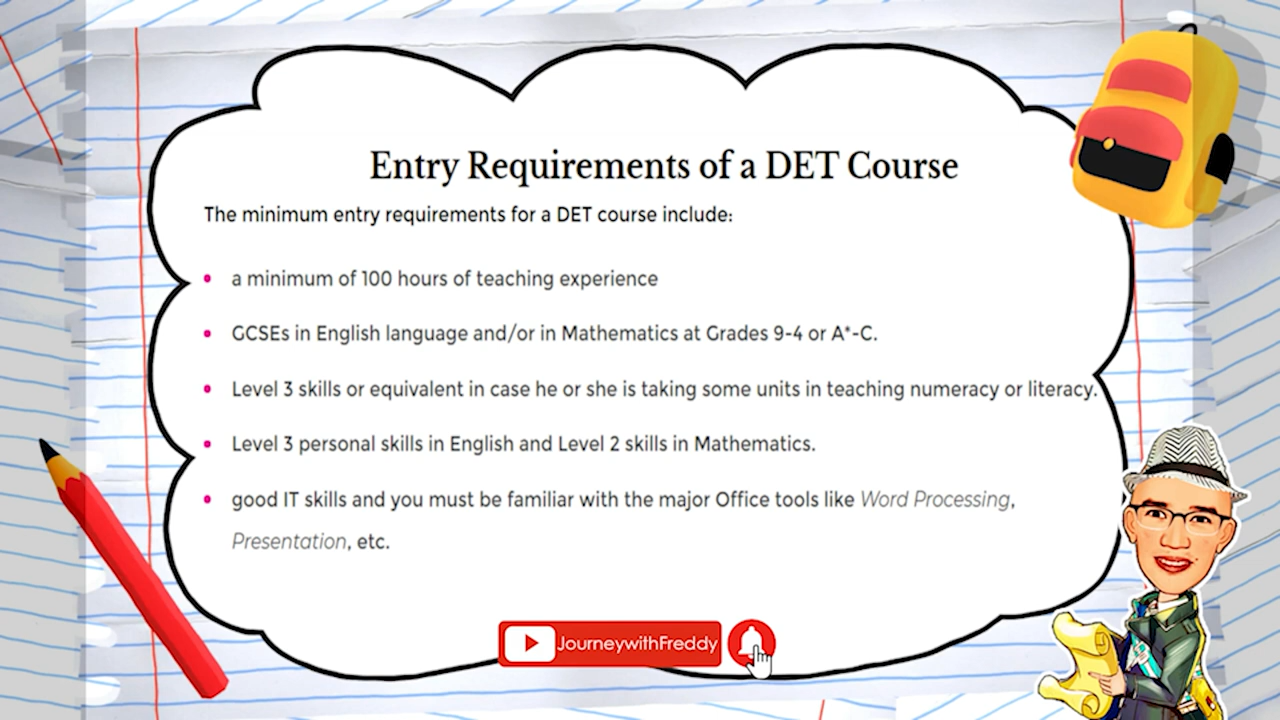 Entry Requirements of a DET Course
The minimum entry requirements for a DET course include:
• a minimum of 100 hours of teaching experience
• GCSEs in English language and/or in Mathematics at Grades 9-4 or A*-C.
• Level 3 skills or equivalent in case he or she is taking some units in teaching numeracy or literacy.
• Level 3 personal skills in English and Level 2 skills in Mathematics.
• good IT skills and you must be familiar with the major Office tools like Word Processing,
Presentation, etc.
JourneywithFreddy